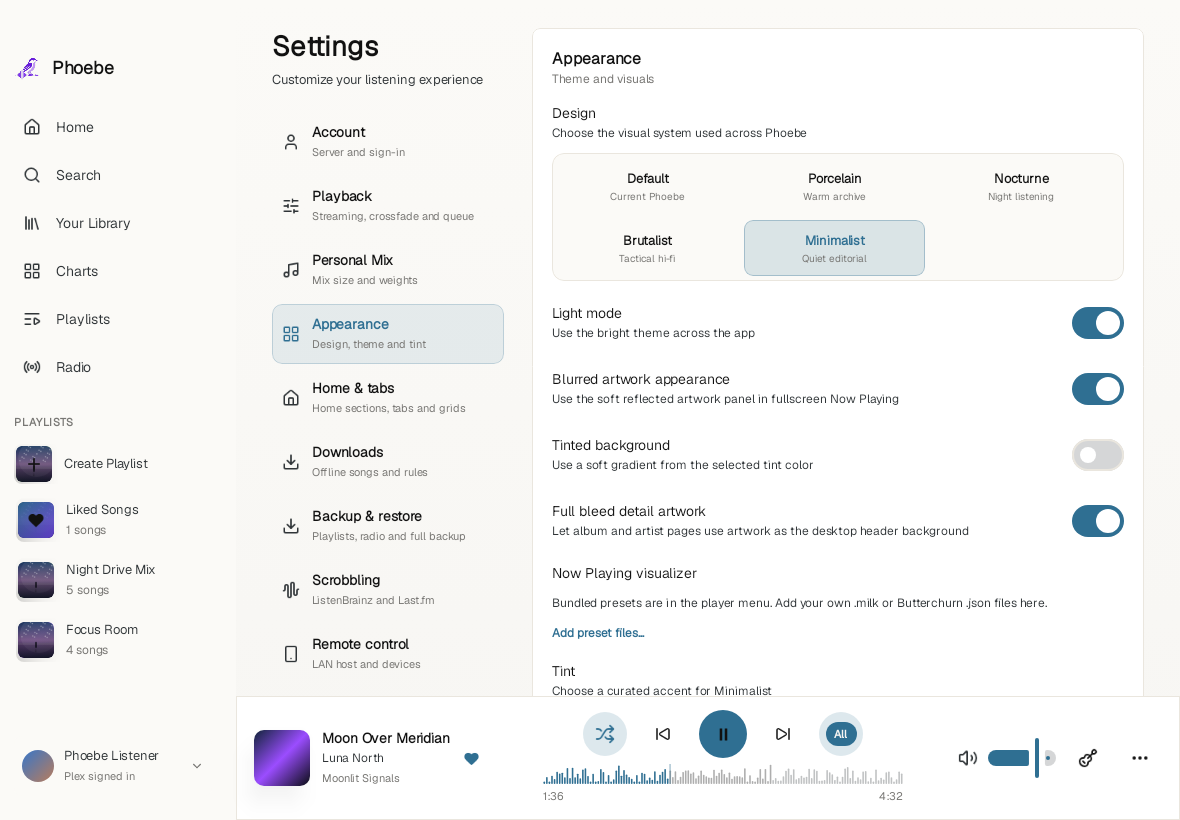 Phoebe
Home
Search
Your Library
Charts
Playlists
Radio
PLAYLISTS
Create Playlist
Liked Songs
1 songs
Night Drive Mix
5 songs
Focus Room
4 songs
Phoebe Listener
Plex signed in
Settings
Customize your listening experience
Account
Server and sign-in
Playback
Streaming, crossfade and queue
Personal Mix
Mix size and weights
Appearance
Design, theme and tint
Home & tabs
Home sections, tabs and grids
Downloads
Offline songs and rules
Backup & restore
Playlists, radio and full backup
Scrobbling
ListenBrainz and Last.fm
Remote control
LAN host and devices
Appearance
Theme and visuals
Design
Choose the visual system used across Phoebe
Default
Current Phoebe
Porcelain
Warm archive
Nocturne
Night listening
Brutalist
Tactical hi-fi
Minimalist
Quiet editorial
Light mode
Use the bright theme across the app
Blurred artwork appearance
Use the soft reflected artwork panel in fullscreen Now Playing
Tinted background
Use a soft gradient from the selected tint color
Full bleed detail artwork
Let album and artist pages use artwork as the desktop header background
Now Playing visualizer
Bundled presets are in the player menu. Add your own .milk or Butterchurn .json files here.
Add preset files...
Tint
Choose a curated accent for Minimalist
Moon Over Meridian
Luna North
Moonlit Signals
All
1:36
4:32